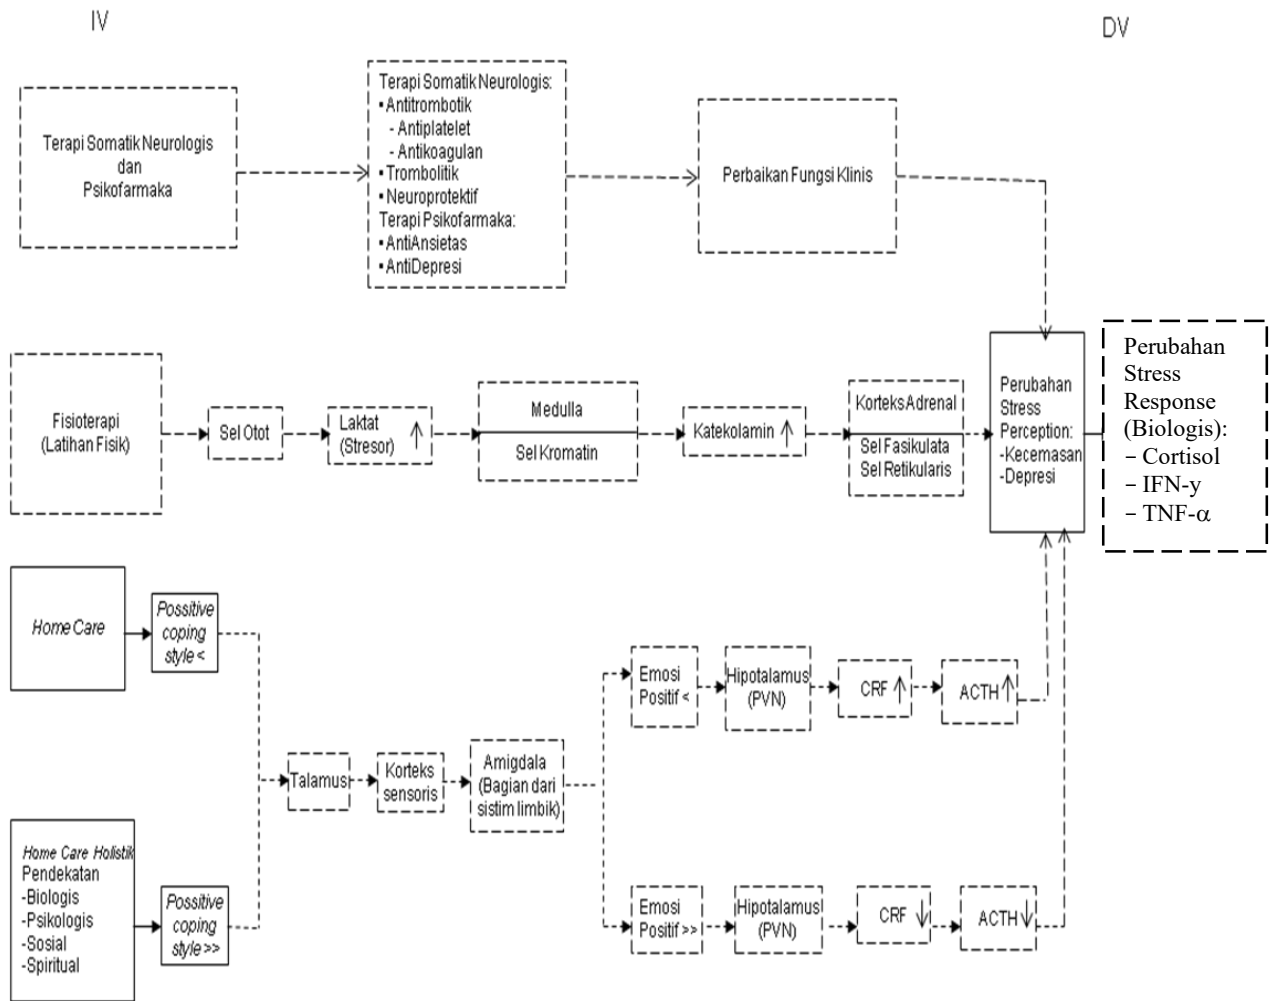 IV
DV
Terapi Somatik Neurologis
dan
Psikofarmaka
Terapi Somatik Neurologis:
▪ Antitrombotik
- Antiplatelet
- Antikoagulan
▪ Trombolitik
▪ Neuroprotektif
Terapi Psikofarmaka:
▪ AntiAnsietas
▪ AntiDepresi
Perbaikan Fungsi Klinis
Fisioterapi
(Latihan Fisik)
Sel Otot
Laktat
(Stresor) ↑
Medulla
Sel Kromatin
Katekolamin ↑
Korteks Adrenal
Sel Fasikulata
Sel Retikularis
Perubahan
Stress
Perception:
-Kecemasan
-Depresi
Perubahan
Stress
Response
(Biologis):
− Cortisol
− IFN-y
− TNF-α
Home Care
Possitive
coping
style <
Home Care Holistik
Pendekatan
-Biologis
-Psikologis
-Sosial
-Spiritual
Possitive
coping
style >>
Talamus
Korteks
sensoris
Amigdala
(Bagian dari
sistim limbik)
Emosi
Positif <
Hipotalamus
(PVN)
CRF ↑
ACTH ↑
Emosi
Positif >>
Hipotalamus
(PVN)
CRF ↓
ACTH ↓